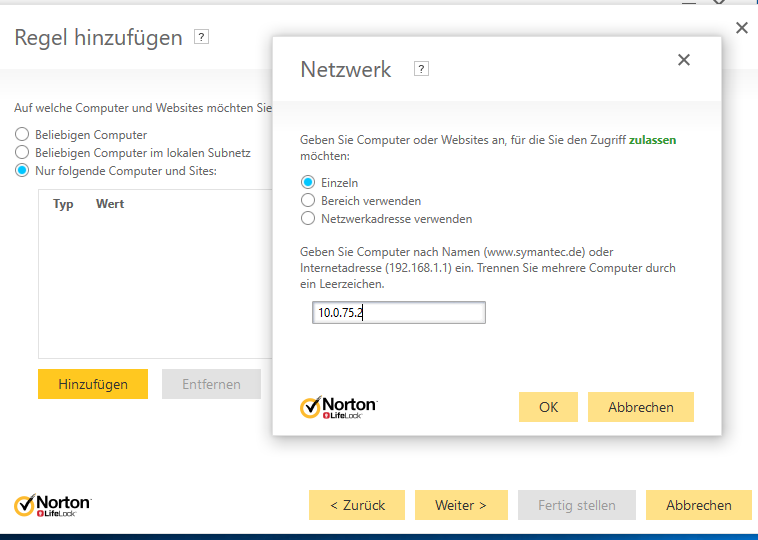 Regel hinzufügen ?
Auf welche Computer und Websites möchten Sie
Beliebigen Computer
Beliebigen Computer im lokalen Subnetz
Nur folgende Computer und Sites:
Typ Wert
Hinzufügen Entfernen
Netzwerk ?
Geben Sie Computer oder Websites an, für die Sie den Zugriff zulassen
möchten:
Einzeln
Bereich verwenden
Netzwerkadresse verwenden
Geben Sie Computer nach Namen (www.symantec.de) oder
Internetadresse (192.168.1.1) ein. Trennen Sie mehrere Computer durch
ein Leerzeichen.
10.0.75.2
Norton
LifeLock
OK Abbrechen
Norton
LifeLock
< Zurück Weiter > Fertig stellen Abbrechen